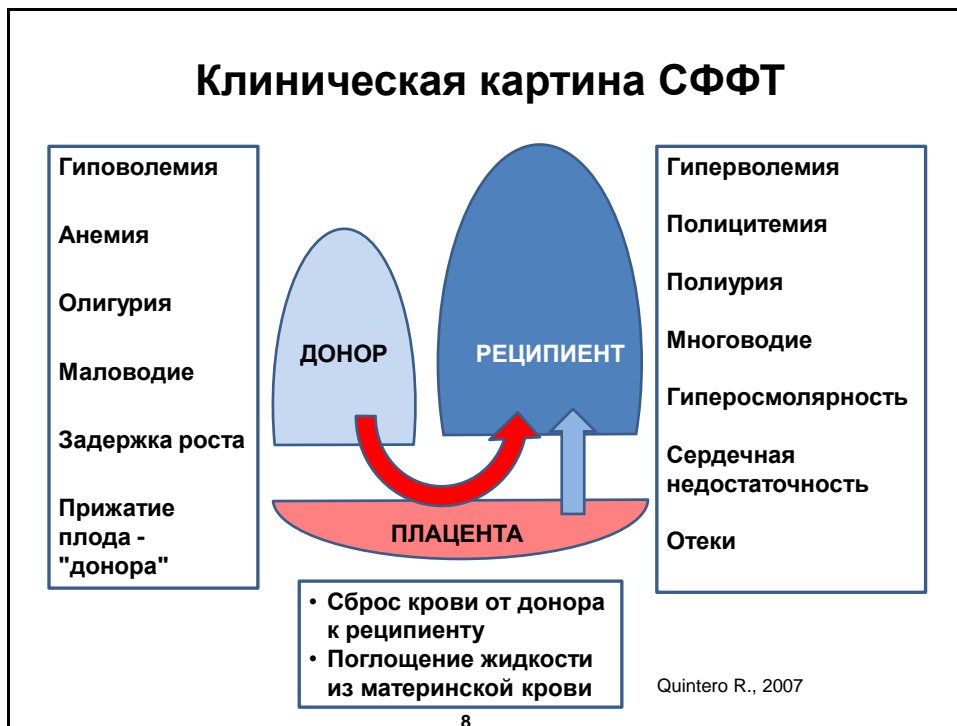 Клиническая картина СФФТ
Гиповолемия
Анемия
Олигурия
Маловодие
Задержка роста
Прижатие
плода -
"донора"
ДОНОР
РЕЦИПИЕНТ
ПЛАЦЕНТА
Гиперволемия
Полицитемия
Полиурия
Многоводие
Гиперосмолярность
Сердечная
недостаточность
Отеки
• Сброс крови от донора
к реципиенту
• Поглощение жидкости
из материнской крови
Quintero R., 2007
8